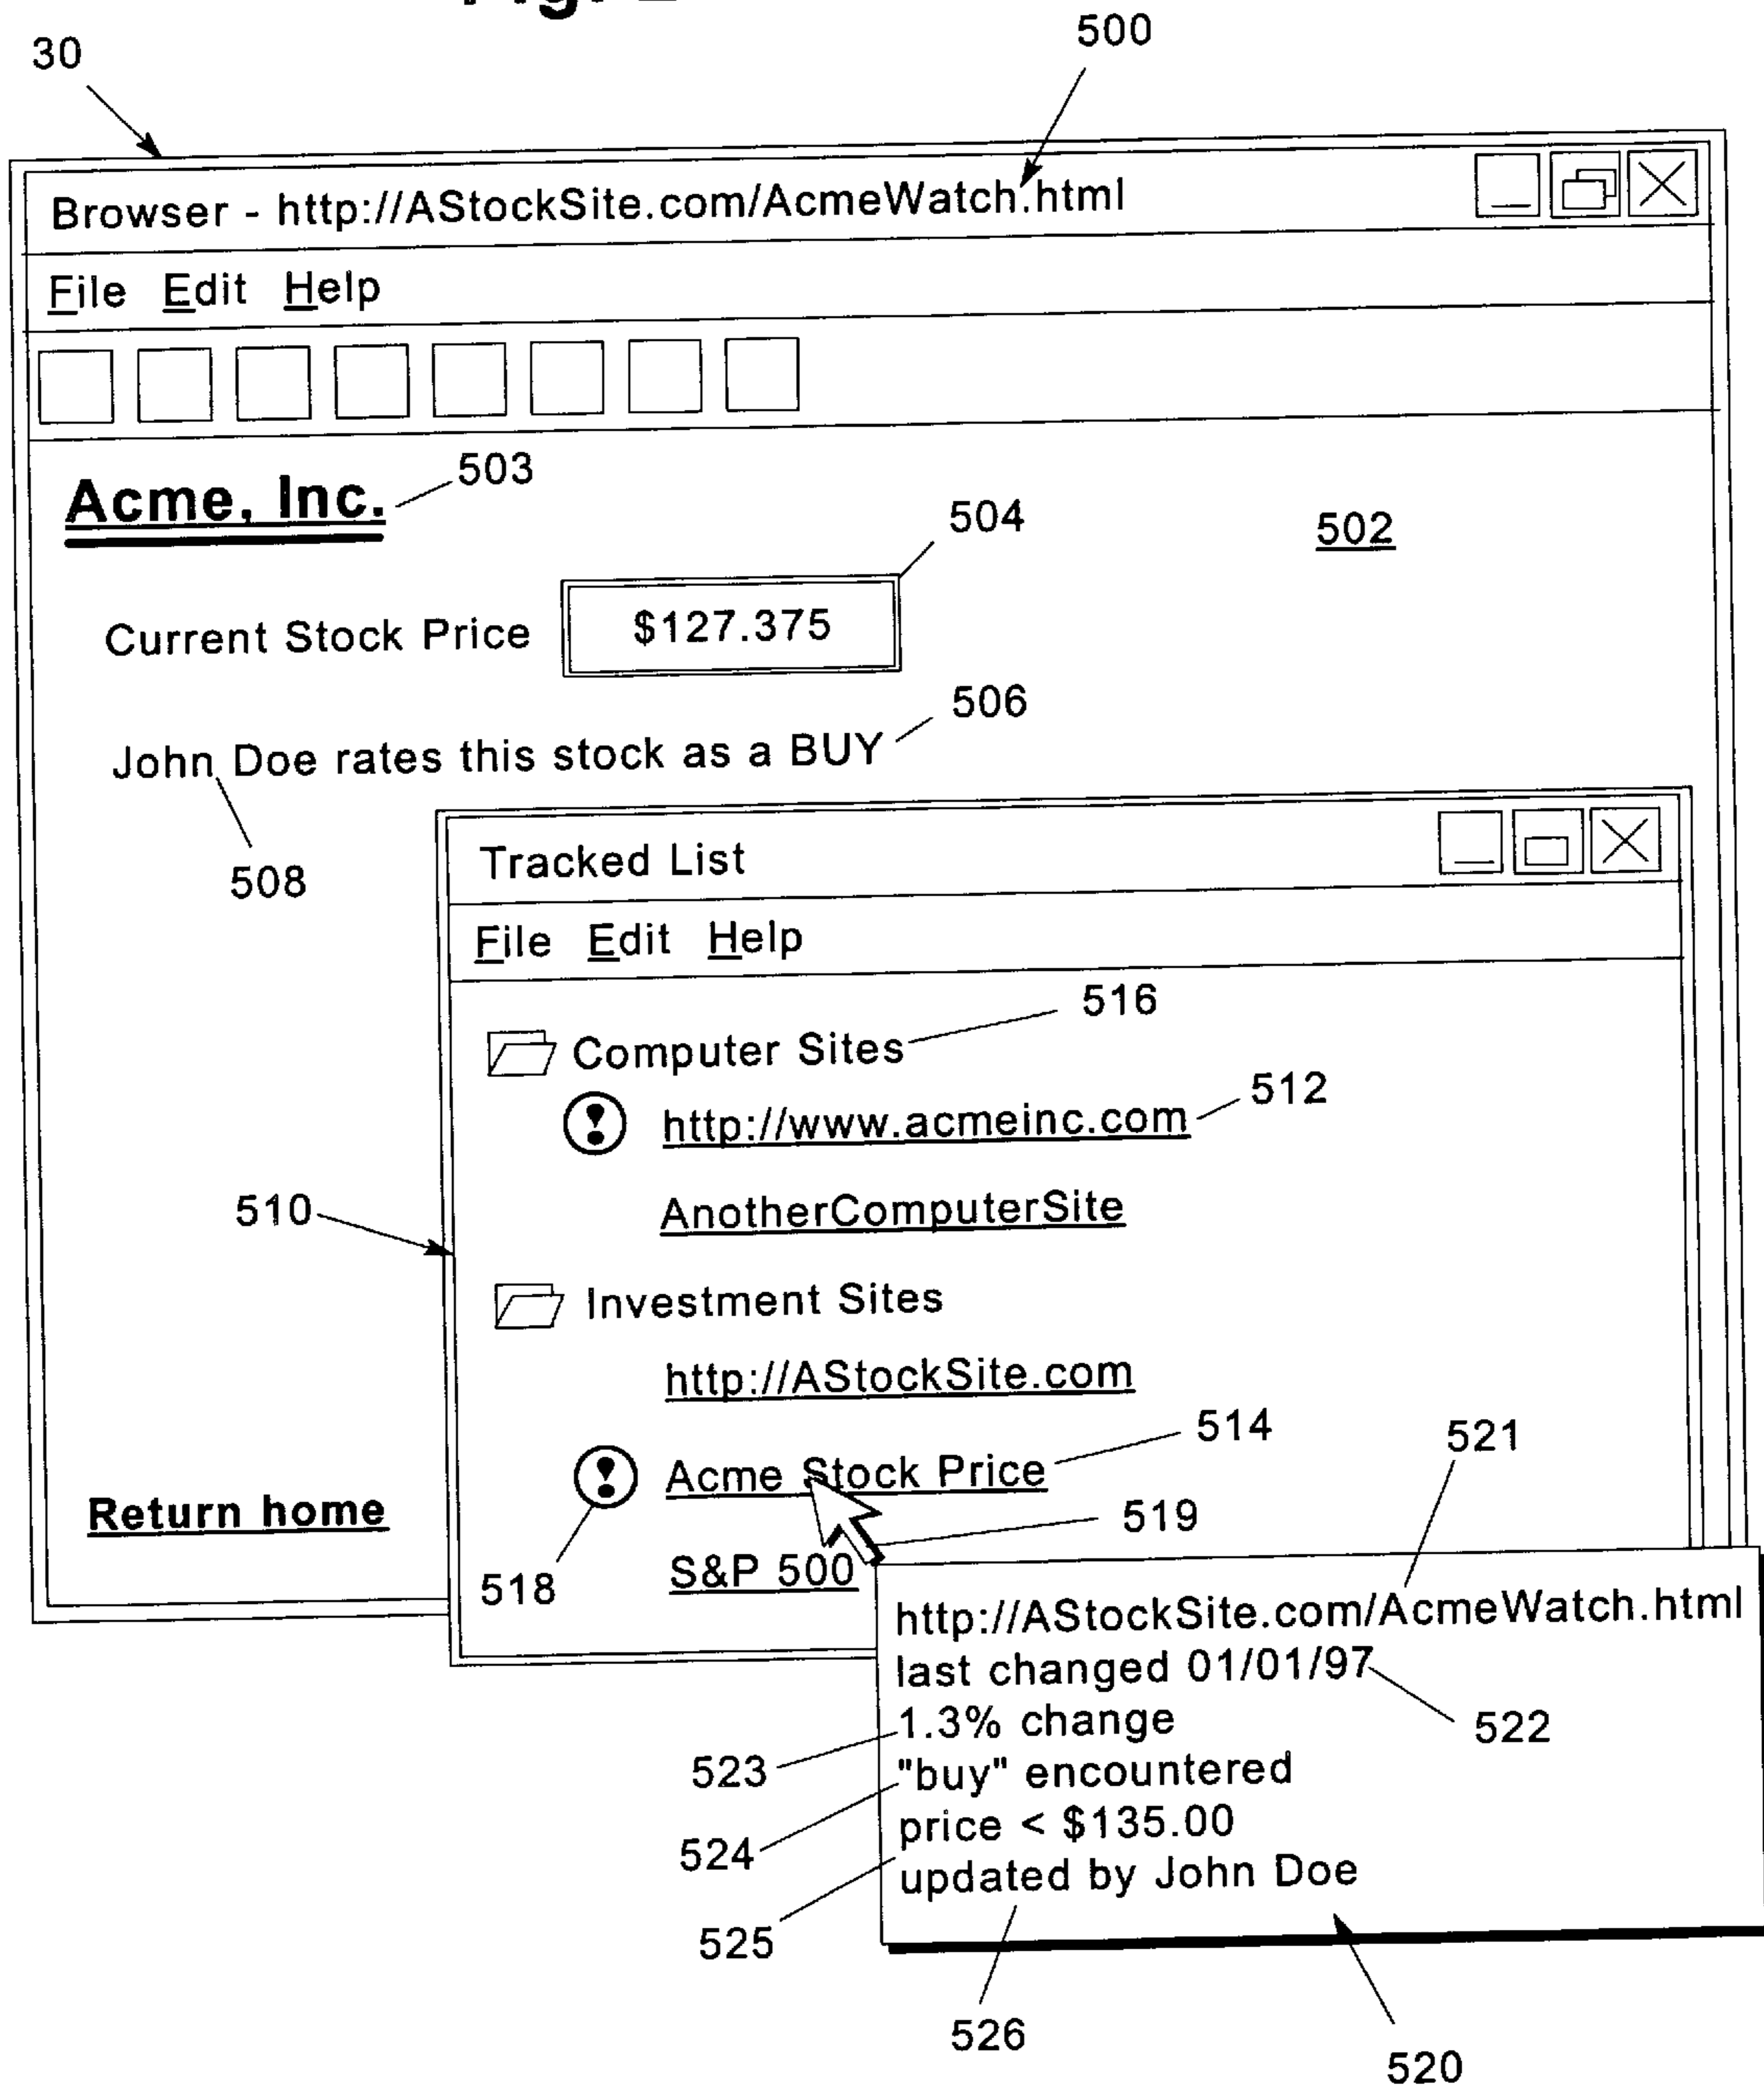 30
500
Browser - http://AStockSite.com/AcmeWatch.html
File Edit Help
Acme, Inc.
503
504
502
Current Stock Price
$127.375
506
John Doe rates this stock as a BUY
508
Tracked List
File Edit Help
516
Computer Sites
512
http://www.acmeinc.com
510
AnotherComputerSite
Investment Sites
http://AStockSite.com
514
521
Acme Stock Price
Return home
519
518
S&P 500
http://AStockSite.com/AcmeWatch.html
last changed 01/01/97
1.3% change
522
523
"buy" encountered
price < $135.00
524
updated by John Doe
525
526
520